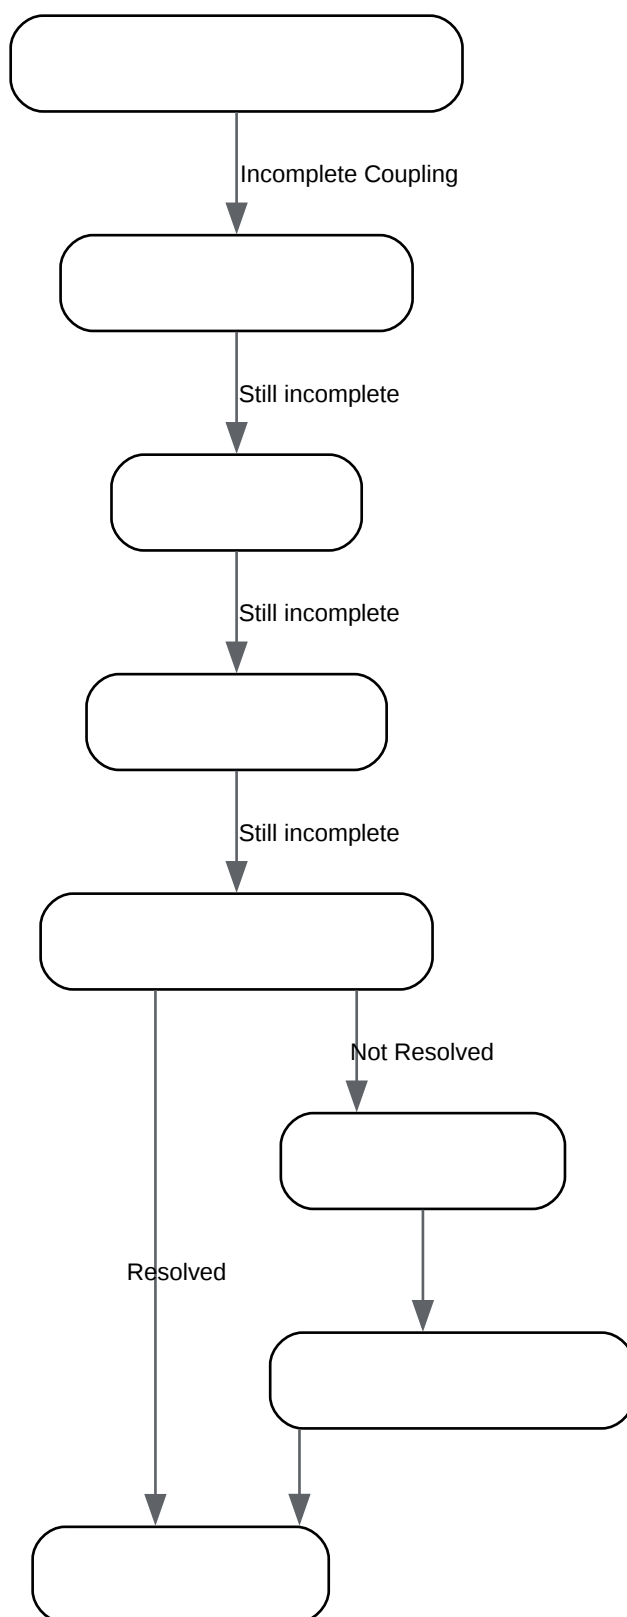 Incomplete Coupling
Still incomplete
Still incomplete
Still incomplete
Not Resolved
Resolved